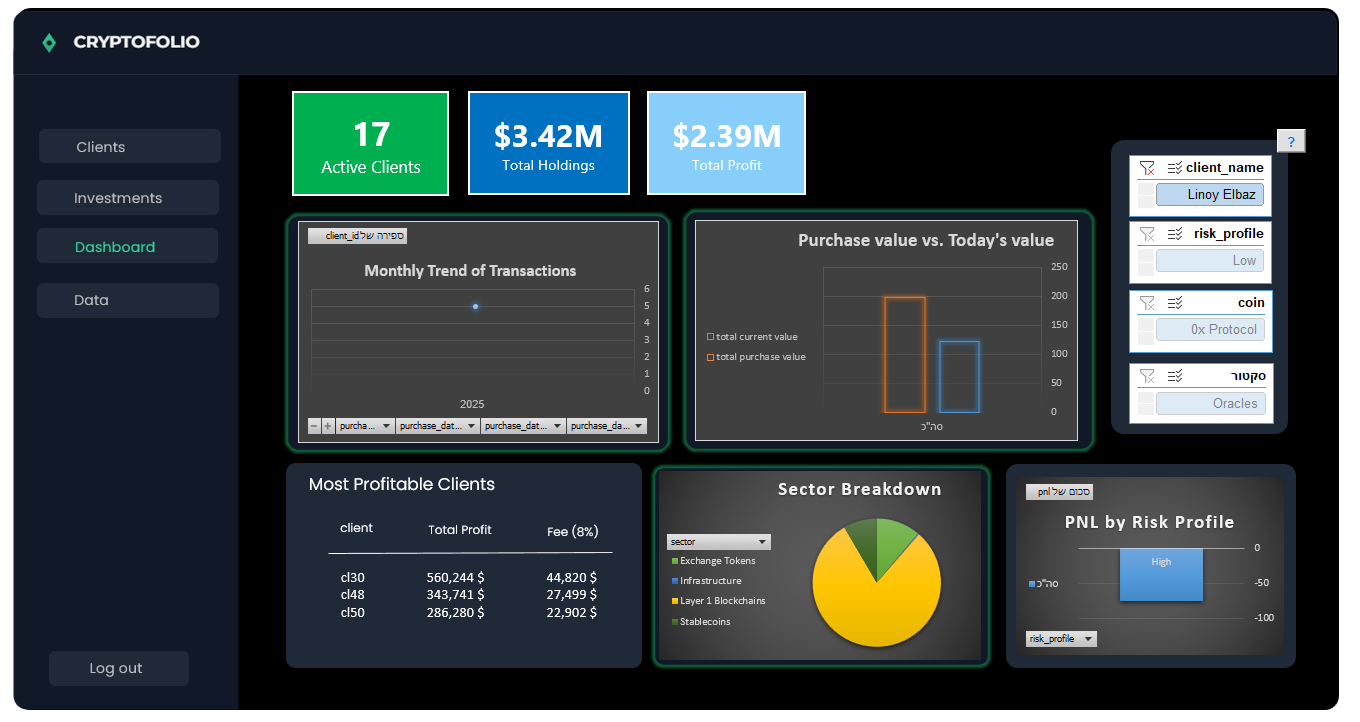 CRYPTOFOLIO
Clients
Investments
Dashboard
Data
Log out
17
Active Clients
$3.42M
Total Holdings
$2.39M
Total Profit
?
client_name
Linoy Elbaz
risk_profile
Low
coin
0x Protocol
סקטור
Oracles
ספירה של client_id
Monthly Trend of Transactions
6
5
4
3
2
1
0
2025
purcha...
purchase_dat...
purchase_dat...
purchase_da...
Purchase value vs. Today's value
250
200
150
100
50
0
total current value
total purchase value
סה"כ
Most Profitable Clients
client Total Profit Fee (8%)
cl30 560,244 $ 44,820 $
cl48 343,741 $ 27,499 $
cl50 286,280 $ 22,902 $
Sector Breakdown
sector
Exchange Tokens
Infrastructure
Layer 1 Blockchains
Stablecoins
סכום של pnl
PNL by Risk Profile
0
High
-50
סה"כ
-100
risk_profile